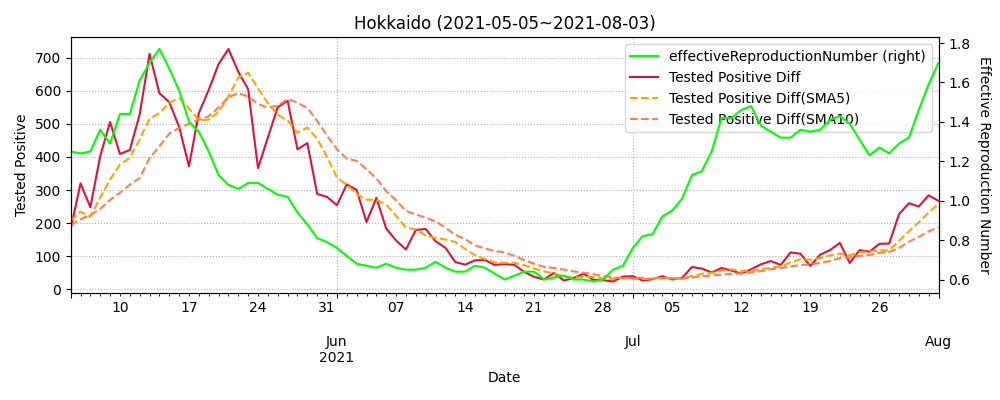 Hokkaido (2021-05-05~2021-08-03)
effectiveReproductionNumber (right)
Tested Positive Diff
Tested Positive Diff(SMA5)
Tested Positive Diff(SMA10)
Tested Positive
700
600
500
400
300
200
100
0
1.8
1.6
1.4
1.2
1.0
0.8
0.6
Effective Reproduction Number
10 17 24 31 07 14 21 28 05 12 19 26
Jun Jul Aug
2021
Date